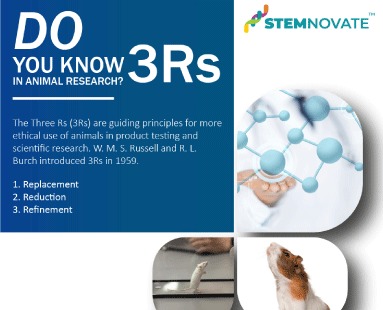 DO
YOU KNOW
IN ANIMAL RESEARCH?
3Rs
STEMNOVATE™
The Three Rs (3Rs) are guiding principles for more
ethical use of animals in product testing and
scientific research. W. M. S. Russell and R. L.
Burch introduced 3Rs in 1959.
1. Replacement
2. Reduction
3. Refinement